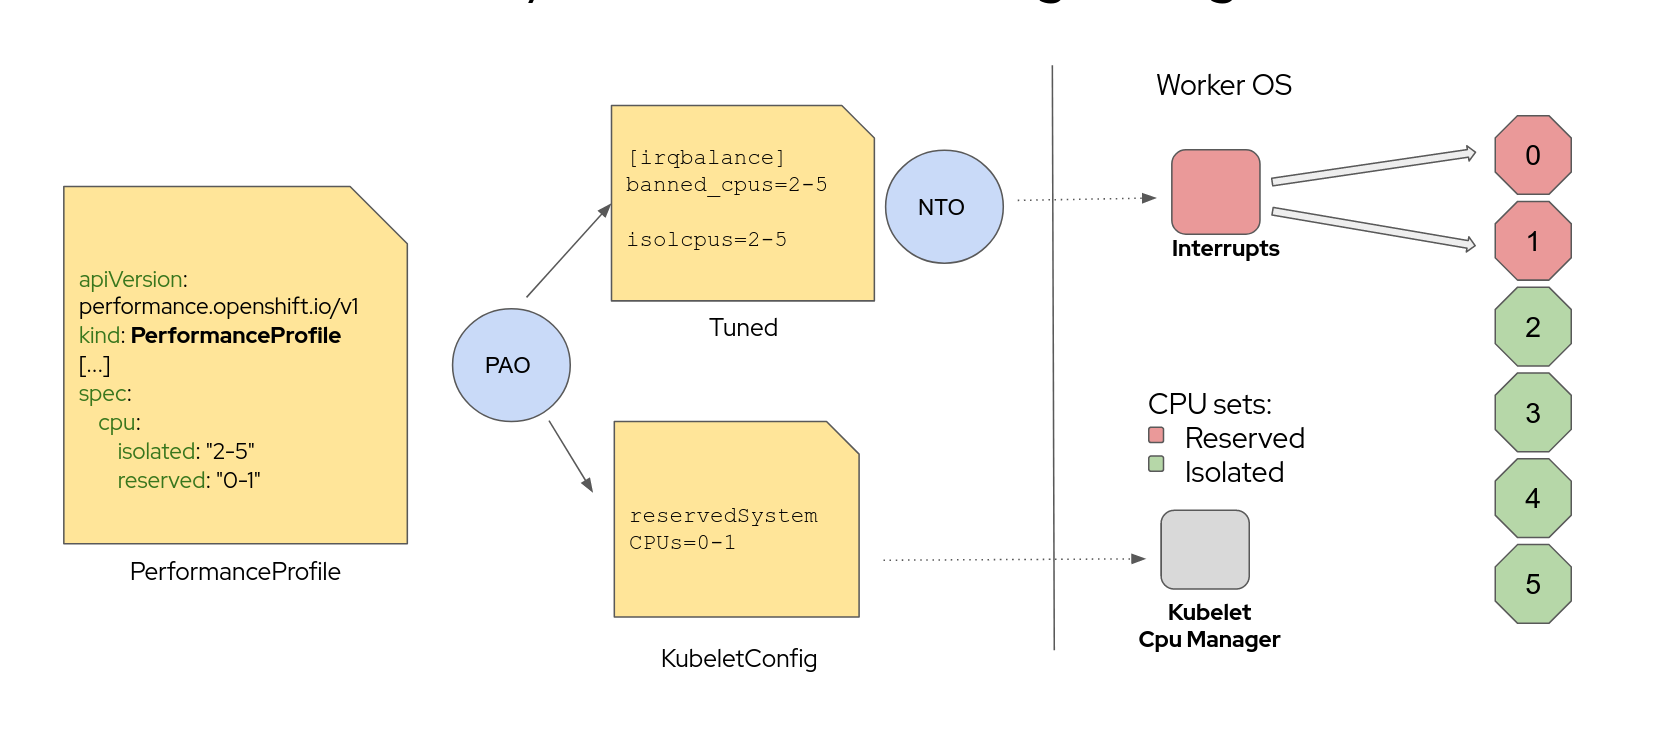 apiVersion:
performance.openshift.io/v1
kind: PerformanceProfile
[...]
spec:
cpu:
isolated: "2-5"
reserved: "0-1"
PerformanceProfile
PAO
[irqbalance]
banned_cpus=2-5
isolcpus=2-5
Tuned
NTO
reservedSystem
CPUs=0-1
KubeletConfig
Worker OS
Interrupts
CPU sets:
Reserved
Isolated
Kubelet
Cpu Manager
0
1
2
3
4
5